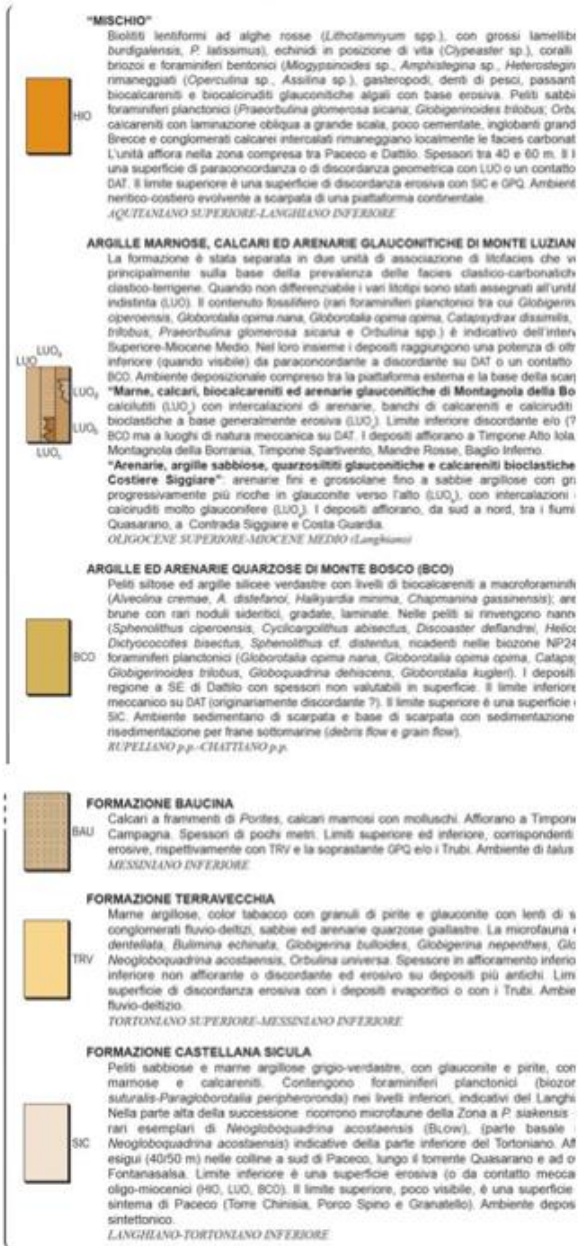 "MISCHIO"
Biolititi lentiformi ad alghe rosse (Lithotamnyum spp.), con grossi lamellibr
burdigalensis, P. latissimus), echinidi in posizione di vita (Clypeaster sp.), coralli
briozoi e foraminiferi bentonici (Miogypsinoides sp., Amphistegina sp., Heterostegin
rimaneggiati (Operculina sp., Assilina sp.), gasteropodi, denti di pesci, passanti
biocalcareniti e biocalciruditi glauconitiche algali con base erosiva. Peliti sabbi
foraminiferi planctonici (Praeorbulina glomerosa sicana, Globigerinoides trilobus, Orbu
calcareniti con laminazione obliqua a grande scala, poco cementate, inglobanti grand
Brecce e conglomerati calcarei intercalati rimaneggiano localmente le facies carbonat
L'unità affiora nella zona compresa tra Paceco e Dattilo. Spessori tra 40 e 60 m. Il l
una superficie di paraconcordanza o di discordanza geometrica con LUO o un contatto
DAT. Il limite superiore è una superficie di discordanza erosiva con SIC e GPQ. Ambient
neritico-costiero evolvente a scarpata di una piattaforma continentale.
AQUITANIANO SUPERIORE-LANGHIANO INFERIORE
HIO
ARGILLE MARNOSE, CALCARI ED ARENARIE GLAUCONITICHE DI MONTE LUZIAN
La formazione è stata separata in due unità di associazione di litofacies che v
principalmente sulla base della prevalenza delle facies clastico-carbonatich
clastico-terrigene. Quando non differenziabile i vari litotipi sono stati assegnati all'unità
indistinta (LUO). Il contenuto fossilifero (rari foraminiferi planctonici tra cui Globigerin
ciperoensis, Globorotalia opima nana, Globorotalia opima opima, Catapsydrax dissimilis,
trilobus, Praeorbulina glomerosa sicana e Orbulina spp.) è indicativo dell'interv
Superiore-Miocene Medio. Nel loro insieme i depositi raggiungono una potenza di oltr
inferiore (quando visibile) da paraconcordante a discordante su DAT o un contatto
BCO. Ambiente deposizionale compreso tra la piattaforma esterna e la base della scarp
"Marne, calcari, biocalcareniti ed arenarie glauconitiche di Montagnola della Bo
calcilutiti (LUO) con intercalazioni di arenarie, banchi di calcareniti e calciruditi
bioclastiche a base generalmente erosiva (LUO). Limite inferiore discordante e/o (?
BCO ma a luoghi di natura meccanica su DAT. I depositi affiorano a Timpone Alto Iola,
Montagnola della Borrania, Timpone Spartivento, Mandre Rosse, Baglio Inferno.
"Arenarie, argille sabbiose, quarzosiltiti glauconitiche e calcareniti bioclastiche
Costiere Siggiare": arenarie fini e grossolane fino a sabbie argillose con gra
progressivamente più ricche in glauconite verso l'alto (LUO), con intercalazioni
calciruditi molto glauconifere (LUO). I depositi affiorano, da sud a nord, tra i fiumi
Quasarano, a Contrada Siggiare e Costa Guardia.
OLIGOCENE SUPERIORE-MIOCENE MEDIO (Langhiano)
LUO
LUO
LUO
LUO
LUO
ARGILLE ED ARENARIE QUARZOSE DI MONTE BOSCO (BCO)
Peliti siltose ed argille silicee verdastre con livelli di biocalcareniti a macroforaminife
(Alveolina cremae, A. distefanoi, Halkyardia minima, Chapmanina gassinensis); are
brune con rari noduli sideritici, gradate, laminate. Nelle peliti si rinvengono nann
(Sphenolithus ciperoensis, Cyclicargolithus abisectus, Discoaster deflandrei, Helico
Dictyococcites bisectus, Sphenolithus cf. distentus, ricadenti nelle biozone NP24
foraminiferi planctonici (Globorotalia opima nana, Globorotalia opima opima, Cataps
Globigerinoides trilobus, Globoquadrina dehiscens, Globorotalia kugleri). I depositi
regione a SE di Dattilo con spessori non valutabili in superficie. Il limite inferiore
meccanico su DAT (originariamente discordante ?). Il limite superiore è una superficie
SIC. Ambiente sedimentario di scarpata e base di scarpata con sedimentazione
risedimentazione per frane sottomarine (debris flow e grain flow).
RUPELIANO p.p.-CHATTIANO p.p.
BCO
FORMAZIONE BAUCINA
Calcari a frammenti di Porites, calcari marnosi con molluschi. Affiorano a Timpone
Campagna. Spessori di pochi metri. Limiti superiore ed inferiore, corrispondenti
erosive, rispettivamente con TRV e la soprastante GPQ e/o i Trubi. Ambiente di talus
MESSINIANO INFERIORE
BAU
FORMAZIONE TERRAVECCHIA
Marne argillose, color tabacco con granuli di pirite e glauconite con lenti di s
conglomerati fluvio-deltizi, sabbie ed arenarie quarzose giallastre. La microfauna
dentellata, Bulimina echinata, Globigerina bulloides, Globigerina nepenthes, Glo
Neogloboquadrina acostaensis, Orbulina universa. Spessore in affioramento inferio
inferiore non affiorante o discordante ed erosivo su depositi più antichi. Lim
superficie di discordanza erosiva con i depositi evaporitici o con i Trubi. Ambie
fluvio-deltizio.
TORTONIANO SUPERIORE-MESSINIANO INFERIORE
TRV
FORMAZIONE CASTELLANA SICULA
Peliti sabbiose e marne argillose grigio-verdastre, con glauconite e pirite, con
marnose e calcareniti. Contengono foraminiferi planctonici (biozon
suturalis-Paragloborotalia peripheroronda) nei livelli inferiori, indicativi del Langhi
Nella parte alta della successione ricorrono microfaune della Zona a P. siakensis
rari esemplari di Neogloboquadrina acostaensis (BLOW), (parte basale
Neogloboquadrina acostaensis) indicative della parte inferiore del Tortoniano. Aff
esigui (40/50 m) nelle colline a sud di Paceco, lungo il torrente Quasarano e ad o
Fontanasalsa. Limite inferiore è una superficie erosiva (o da contatto mecca
oligo-miocenici (HIO, LUO, BCO). Il limite superiore, poco visibile, è una superficie
sintema di Paceco (Torre Chinisia, Porco Spino e Granatello). Ambiente depos
sintettonico.
LANGHIANO-TORTONIANO INFERIORE
SIC